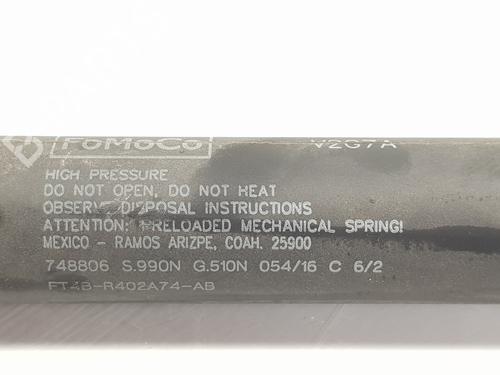 FoMoCo V2G7A
HIGH PRESSURE
DO NOT OPEN, DO NOT HEAT
OBSERVE DISPOSAL INSTRUCTIONS
ATTENTION: PRELOADED MECHANICAL SPRING!
MEXICO - RAMOS ARIZPE, COAH. 25900
748806 S.990N G.510N 054/16 C 6/2
FT4B-R402A74-AB